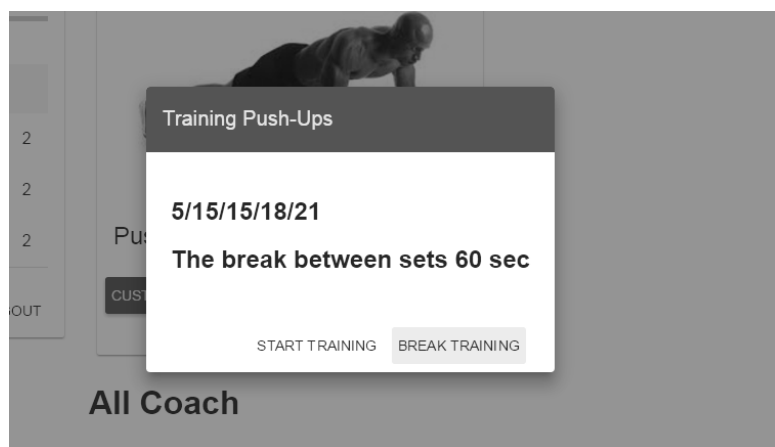 Training Push-Ups
5/15/15/18/21
The break between sets 60 sec
START TRAINING BREAK TRAINING
2
2
2
All Coach